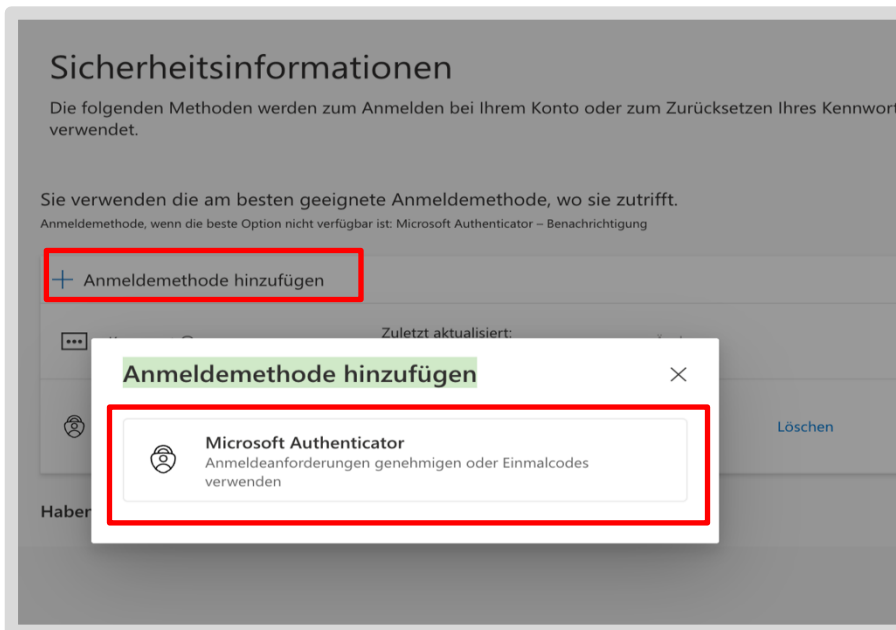 Sicherheitsinformationen
Die folgenden Methoden werden zum Anmelden bei Ihrem Konto oder zum Zurücksetzen Ihres
verwendet.
Sie verwenden die am besten geeignete Anmeldemethode, wo sie zutrifft.
Anmeldemethode, wenn die beste Option nicht verfügbar ist: Microsoft Authenticator – Benachrichtigung
+ Anmeldemethode hinzufügen
Zuletzt aktualisiert:
Anmeldemethode hinzufügen
Microsoft Authenticator
Anmeldeanforderungen genehmigen oder Einmalcodes
verwenden
Löschen